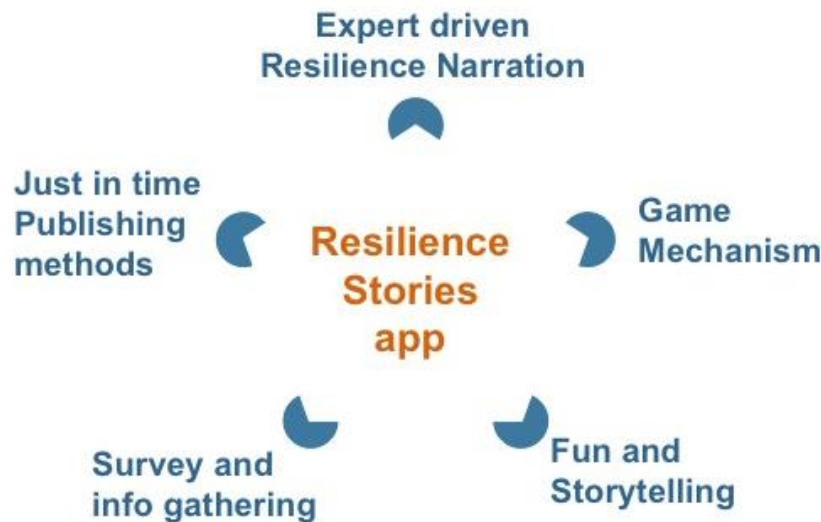 Expert driven
Resilience Narration
Just in time
Publishing
methods
Game
Mechanism
Resilience
Stories
app
Survey and
info gathering
Fun and
Storytelling